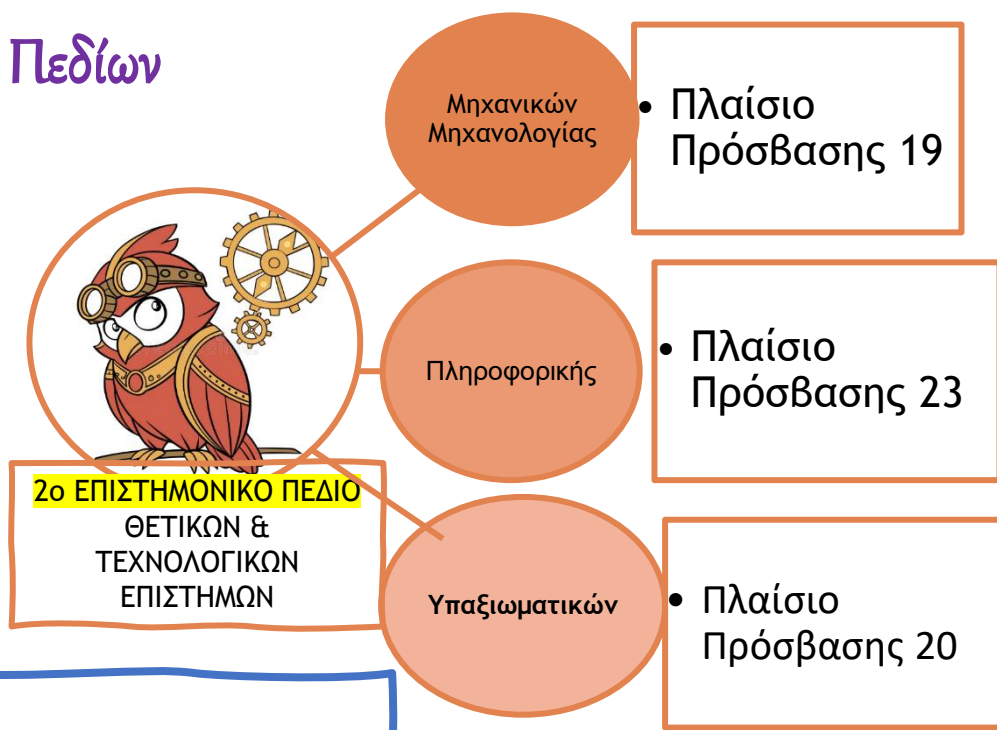 Πεδίων
Μηχανικών
Μηχανολογίας
• Πλαίσιο
Πρόσβασης 19
Πληροφορικής
• Πλαίσιο
Πρόσβασης 23
2ο ΕΠΙΣΤΗΜΟΝΙΚΟ ΠΕΔΙΟ
ΘΕΤΙΚΩΝ &
ΤΕΧΝΟΛΟΓΙΚΩΝ
ΕΠΙΣΤΗΜΩΝ
Υπαξιωματικών
• Πλαίσιο
Πρόσβασης 20